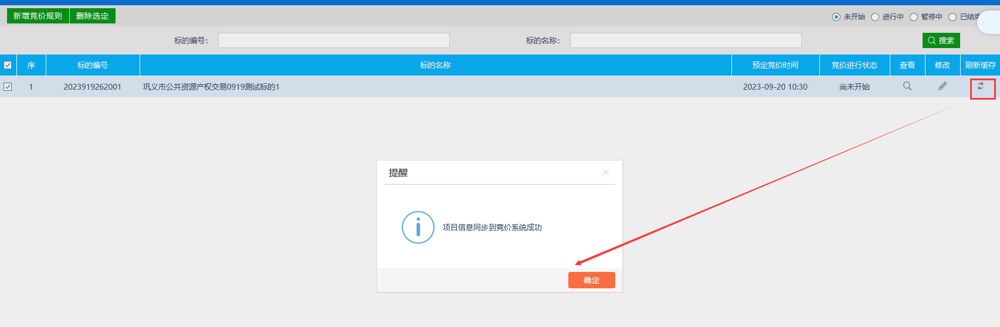 新增竞价规则 删除选定 未开始 进行中 暂停中 已结束
标的编号： 标的名称： 搜索
序 标的编号 标的名称 预定竞价时间 竞价进行状态 查看 修改 刷新缓存
1 2023919262001 巩义市公共资源产权交易0919测试标的1 2023-09-20 10:30 尚未开始
提醒
项目信息同步到竞价系统成功
确定